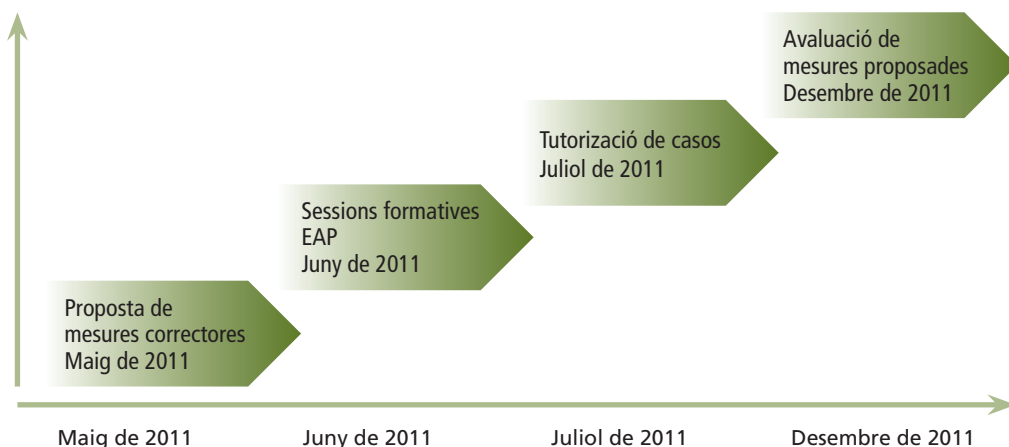 Avaluació de
mesures proposades
Desembre de 2011
Tutorizació de casos
Juliol de 2011
Sessions formatives
EAP
Juny de 2011
Proposta de
mesures correctores
Maig de 2011
Maig de 2011
Juny de 2011
Juliol de 2011
Desembre de 2011